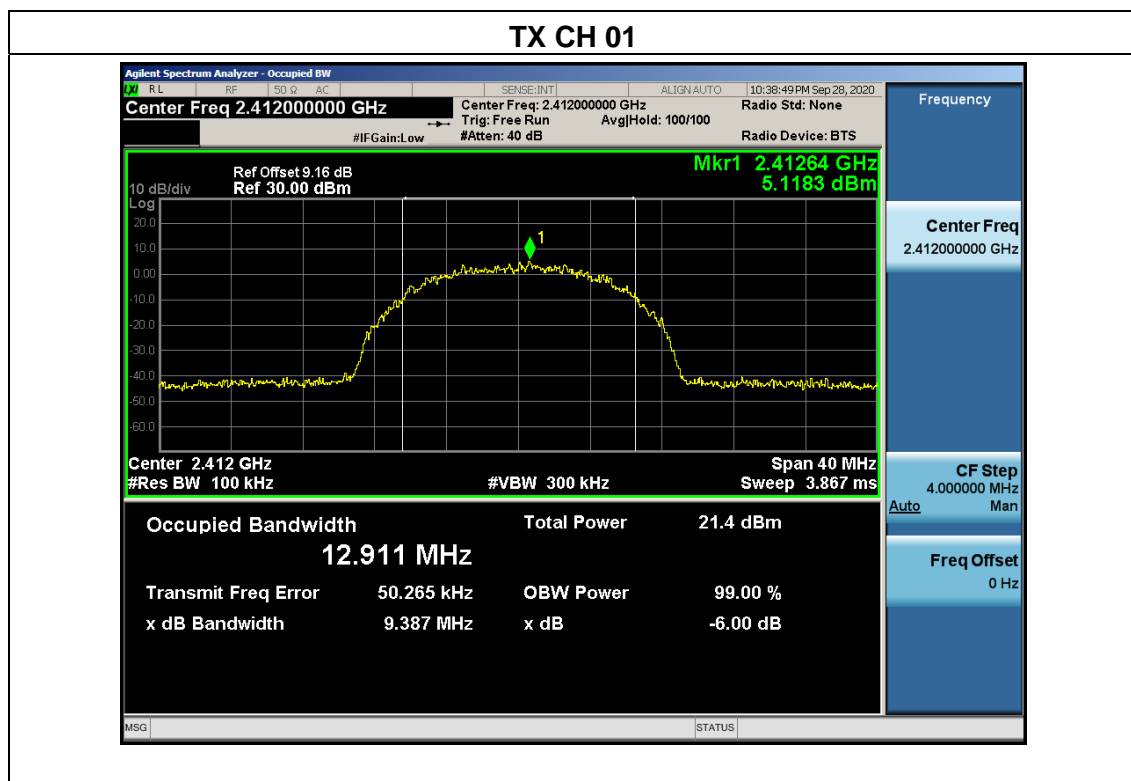 TX CH 01
Agilent Spectrum Analyzer - Occupied BW
LXI RL RF 50 Ω AC SENSE:INT ALIGN AUTO 10:38:49 PM Sep 28, 2020
Center Freq 2.412000000 GHz
#IFGain:Low
Center Freq: 2.412000000 GHz
Trig: Free Run Avg|Hold: 100/100
#Atten: 40 dB
Radio Std: None
Radio Device: BTS
Mkr1 2.41264 GHz
5.1183 dBm
Ref Offset 9.16 dB
10 dB/div Ref 30.00 dBm
Log
20.0
10.0
0.00
-10.0
-20.0
-30.0
-40.0
-50.0
-60.0
1
Center 2.412 GHz Span 40 MHz
#Res BW 100 kHz #VBW 300 kHz Sweep 3.867 ms
Occupied Bandwidth Total Power 21.4 dBm
12.911 MHz
Transmit Freq Error 50.265 kHz OBW Power 99.00 %
x dB Bandwidth 9.387 MHz x dB -6.00 dB
Frequency
Center Freq
2.412000000 GHz
CF Step
4.000000 MHz
Auto Man
Freq Offset
0 Hz
MSG STATUS